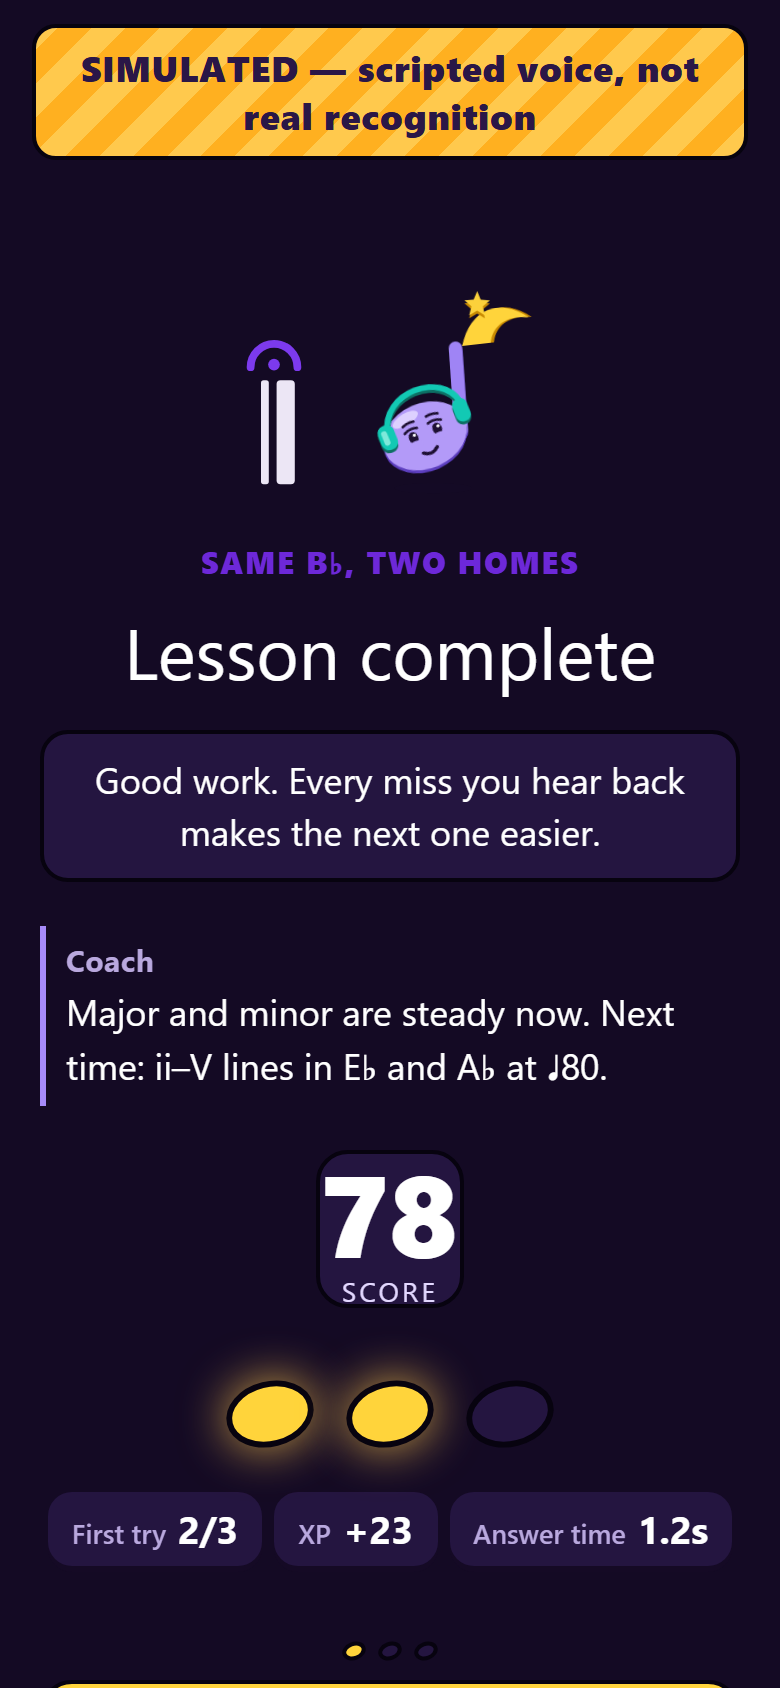 SIMULATED — scripted voice, not
real recognition
SAME B♭, TWO HOMES
Lesson complete
Good work. Every miss you hear back
makes the next one easier.
Coach
Major and minor are steady now. Next
time: ii–V lines in E♭ and A♭ at ♩80.
78
SCORE
First try 2/3 XP +23 Answer time 1.2s